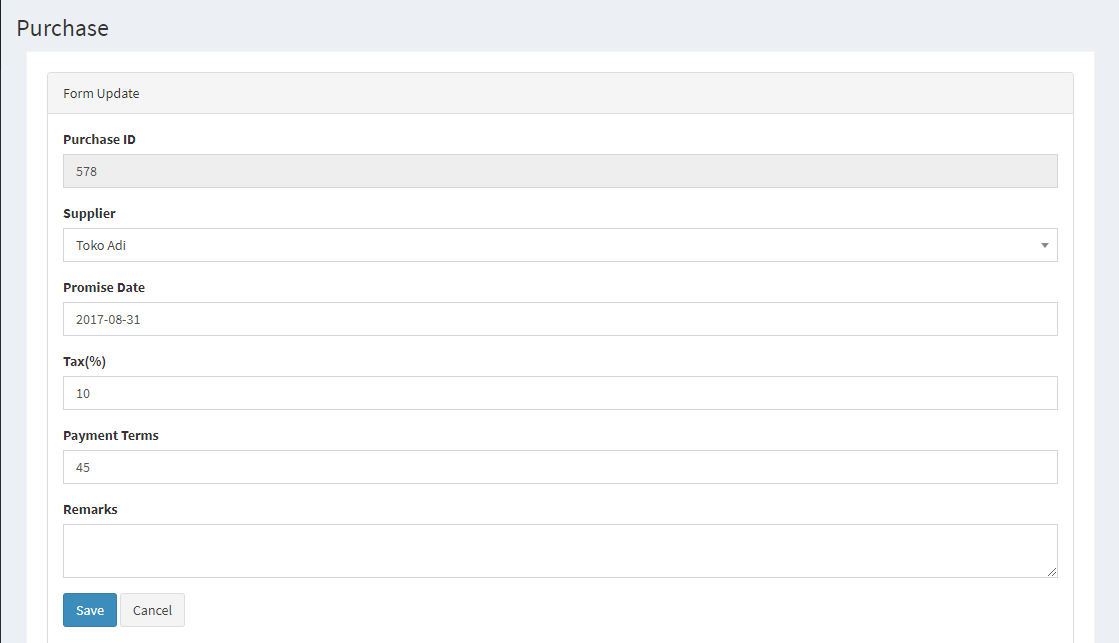 Purchase
Form Update
Purchase ID
578
Supplier
Toko Adi
Promise Date
2017-08-31
Tax(%)
10
Payment Terms
45
Remarks
Save Cancel